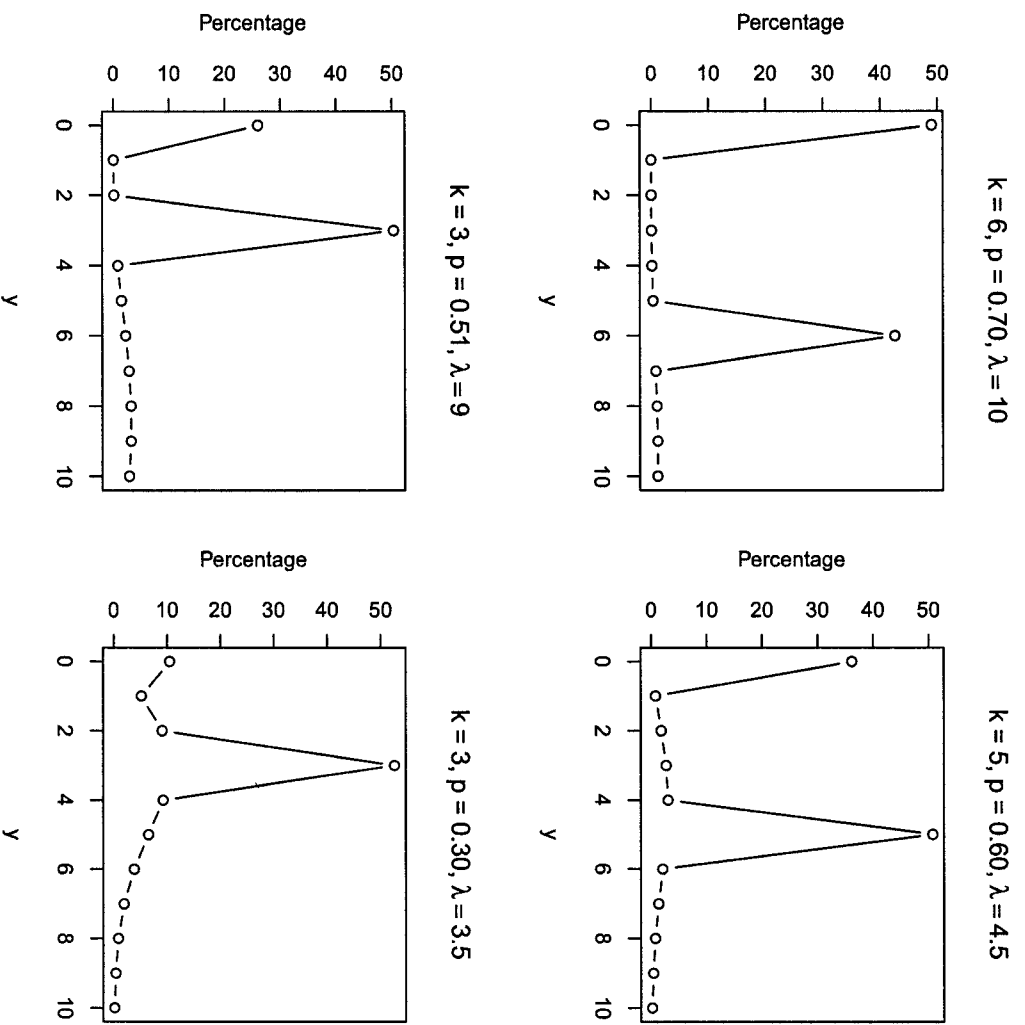 k = 6, p = 0.70, λ = 10
Percentage
0 10 20 30 40 50
0 2 4 6 8 10
y
k = 5, p = 0.60, λ = 4.5
Percentage
0 10 20 30 40 50
0 2 4 6 8 10
y
k = 3, p = 0.51, λ = 9
Percentage
0 10 20 30 40 50
0 2 4 6 8 10
y
k = 3, p = 0.30, λ = 3.5
Percentage
0 10 20 30 40 50
0 2 4 6 8 10
y